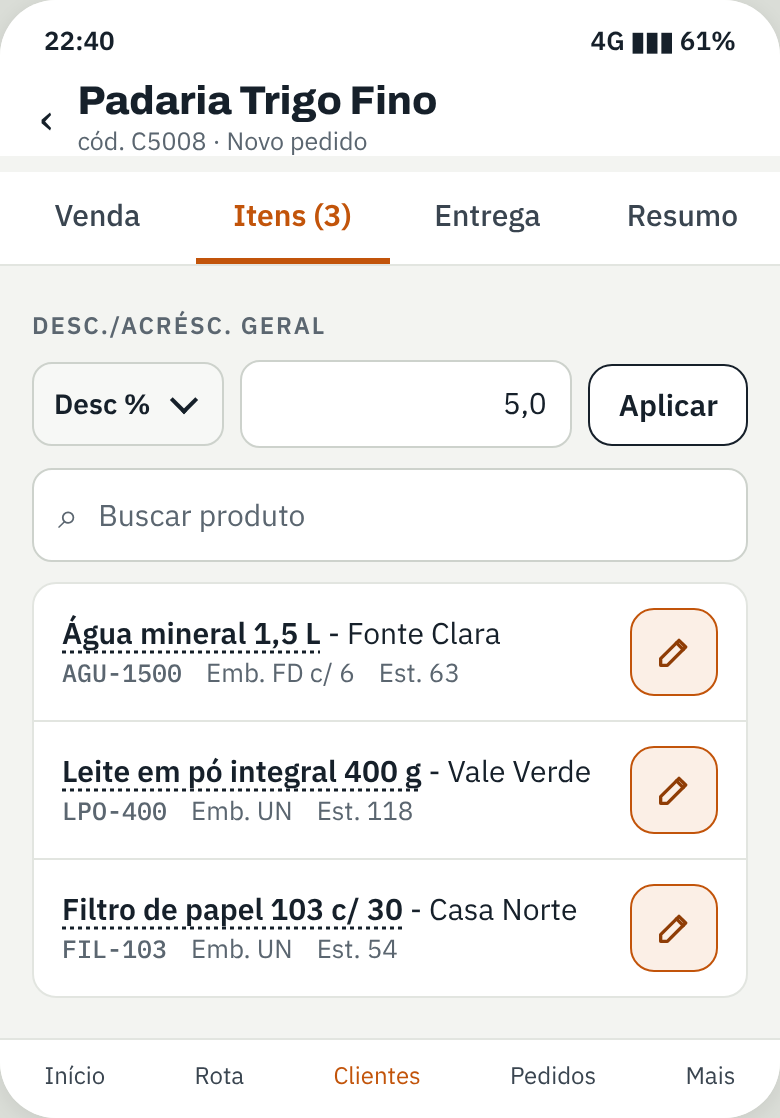 22:40 4G 61%
Padaria Trigo Fino
cód. C5008 · Novo pedido
Venda Itens (3) Entrega Resumo
DESC./ACRÉSC. GERAL
Desc % 5,0 Aplicar
Buscar produto
Água mineral 1,5 L - Fonte Clara
AGU-1500 Emb. FD c/ 6 Est. 63
Leite em pó integral 400 g - Vale Verde
LPO-400 Emb. UN Est. 118
Filtro de papel 103 c/ 30 - Casa Norte
FIL-103 Emb. UN Est. 54
Início Rota Clientes Pedidos Mais